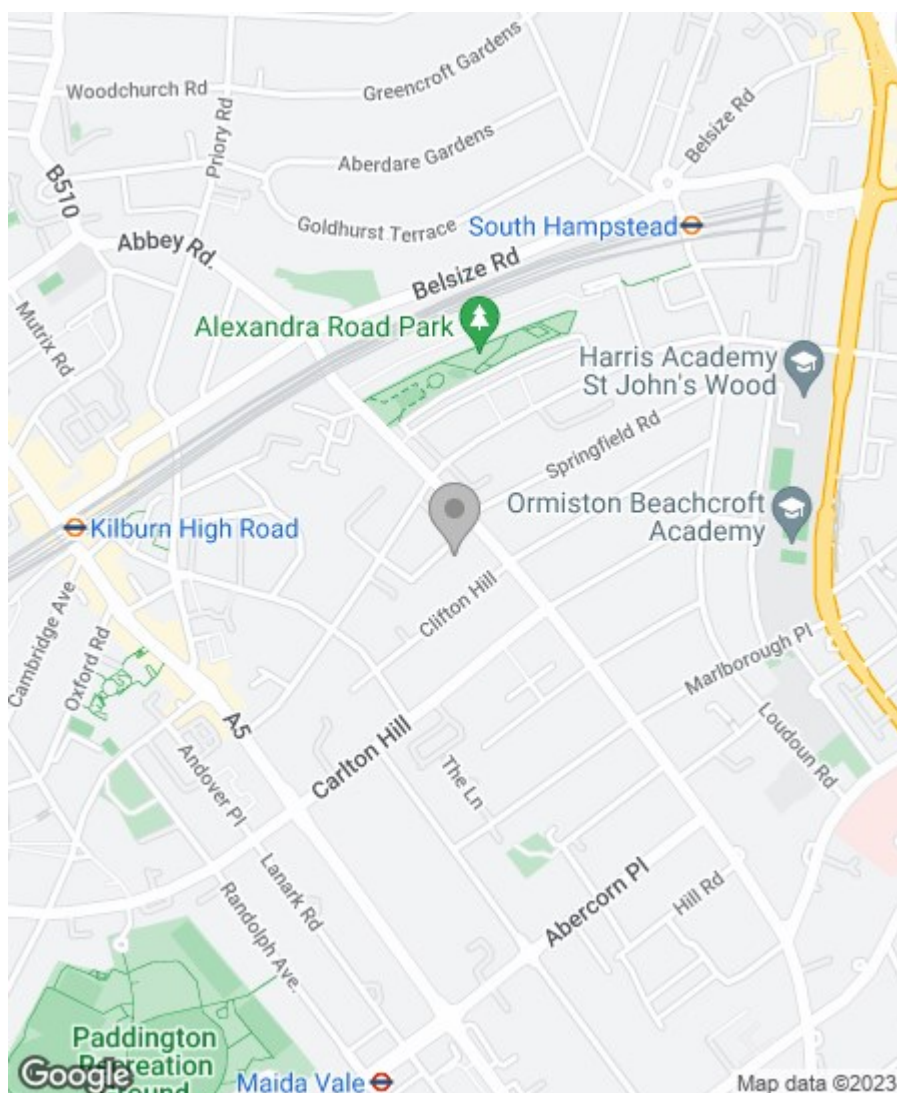 Woodchurch Rd
Greencroft Gardens
Priory Rd
Belsize Rd
Aberdare Gardens
B510
Goldhurst Terrace
South Hampstead
Abbey Rd.
Belsize Rd
Mutrix Rd
Alexandra Road Park
Harris Academy
St John's Wood
Springfield Rd
Ormiston Beachcroft
Academy
Kilburn High Road
Clifton Hill
Cambridge Ave
Oxford Rd
Marlborough Pl
A5
Carlton Hill
Loudoun Rd
Andover Pl
The Ln
Lanark Rd
Abercorn Pl
Hill Rd
Randolph Ave.
Paddington
Recreation
Ground
Google
Maida Vale
Map data ©2023